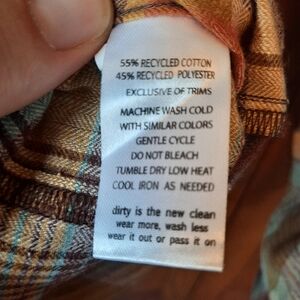 55% RECYCLED COTTON
45% RECYCLED POLYESTER
EXCLUSIVE OF TRIMS
MACHINE WASH COLD
WITH SIMILAR COLORS
GENTLE CYCLE
DO NOT BLEACH
TUMBLE DRY LOW HEAT
COOL IRON AS NEEDED
dirty is the new clean
wear more, wash less
wear it out or pass it on